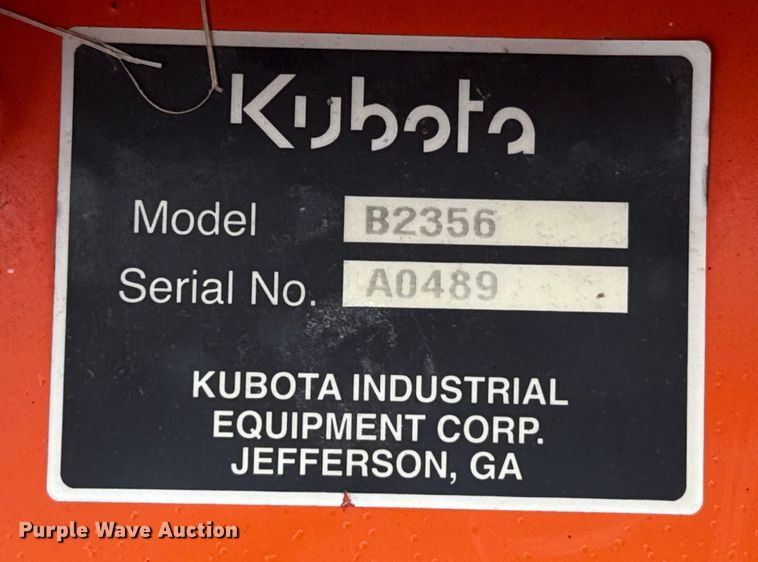 Kubota
Model B2356
Serial No. A0489
KUBOTA INDUSTRIAL
EQUIPMENT CORP.
JEFFERSON, GA
Purple Wave Auction